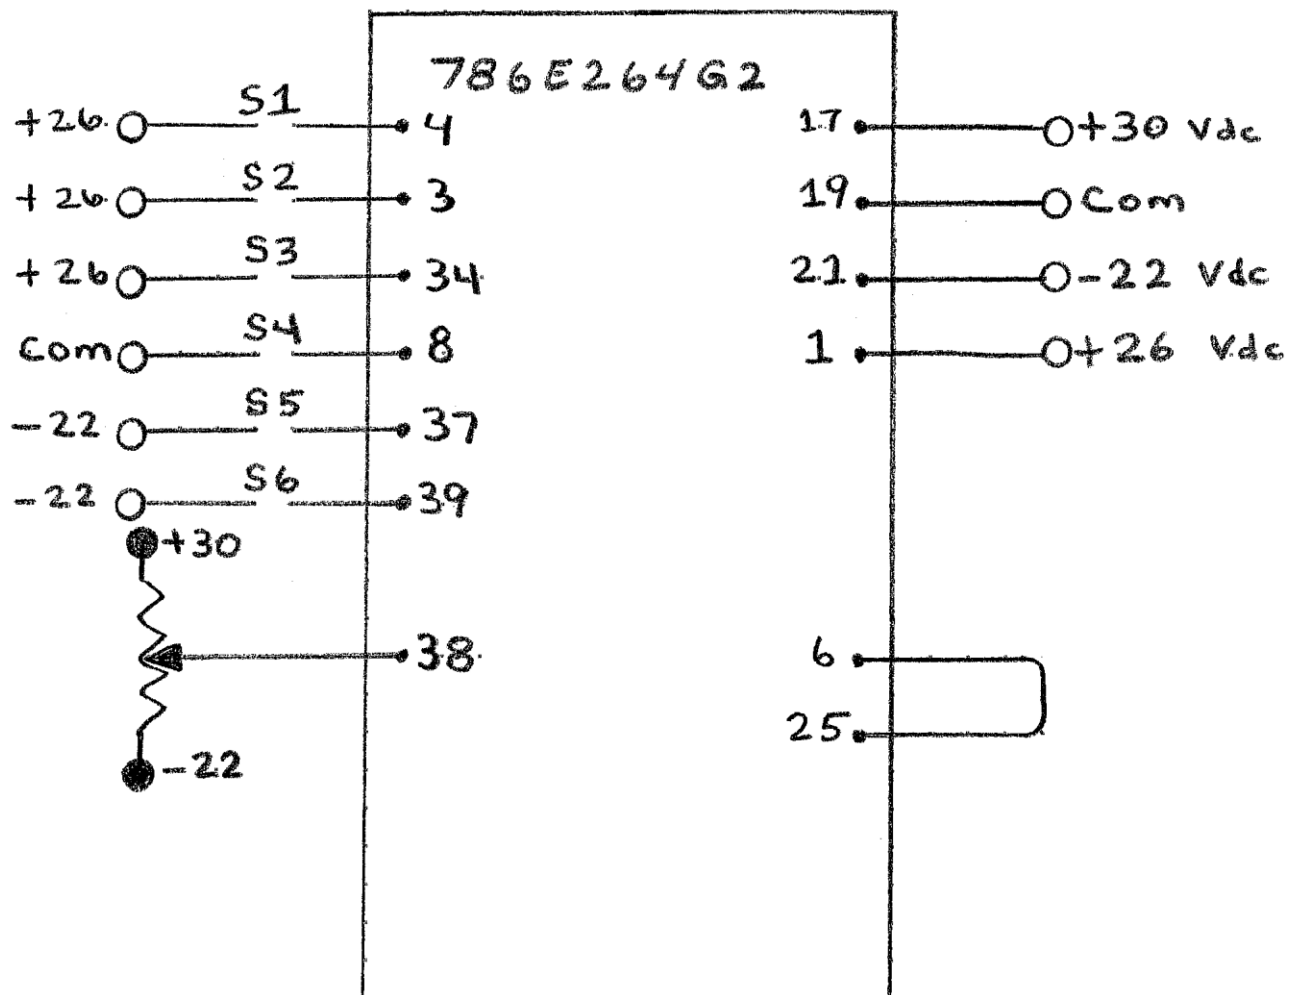 786E264G2
+26 S1 4 17 +30 Vdc
+26 S2 3 19 Com
+26 S3 34 21 -22 Vdc
Com S4 8 1 +26 Vdc
-22 S5 37
-22 S6 39
+30
38 6
25
-22